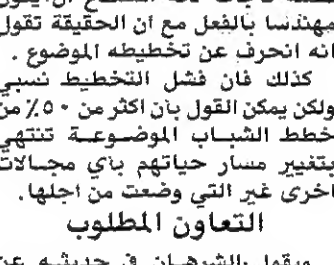 مهندسا بالفعل مع ان الحقيقة تقول
انه انحرف عن تخطيطه الموضوع .
كذلك فان فشل التخطيط نسبي
ولكن يمكن القول بان اكثر من ٥٠٪ من
خطط الشباب الموضوعة تنتهي
بتغيير مسار حياتهم بأي مجالات
اخرى غير التي وضعت من اجلها .
التعاون المطلوب
ويقول الشرهان في حديثه عن